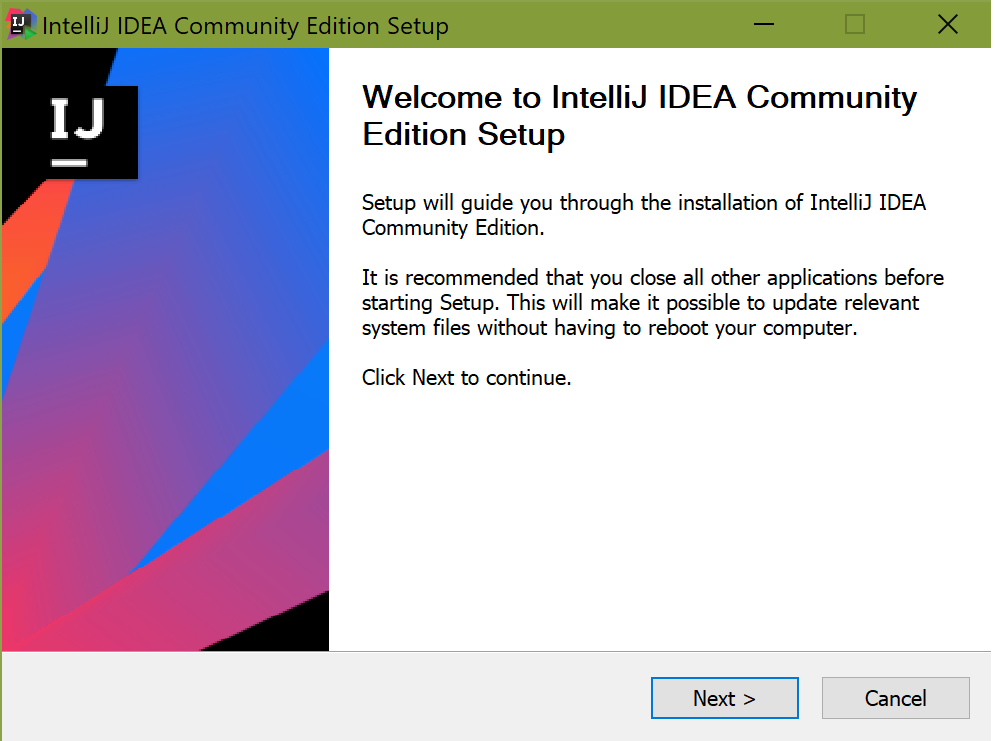 IntelliJ IDEA Community Edition Setup
IJ
Welcome to IntelliJ IDEA Community
Edition Setup
Setup will guide you through the installation of IntelliJ IDEA
Community Edition.
It is recommended that you close all other applications before
starting Setup. This will make it possible to update relevant
system files without having to reboot your computer.
Click Next to continue.
Next >
Cancel